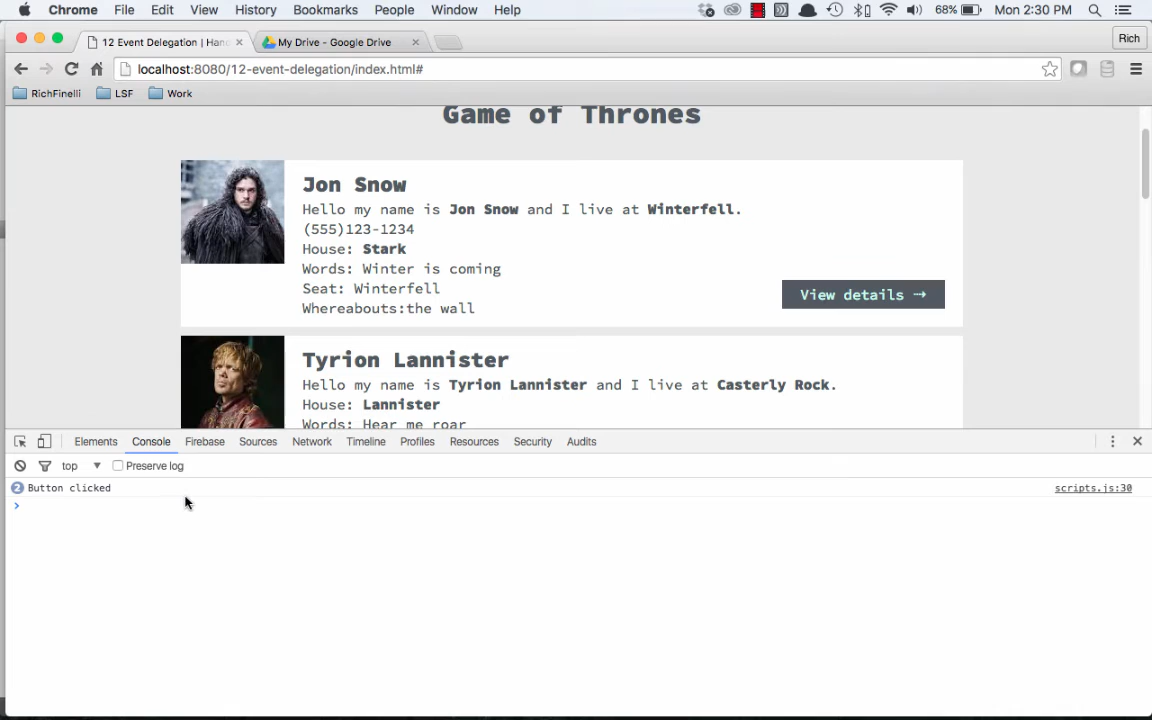 Chrome File Edit View History Bookmarks People Window Help 68% Mon 2:30 PM
12 Event Delegation | Han
My Drive - Google Drive
Rich
localhost:8080/12-event-delegation/index.html#
RichFinelli LSF Work
Game of Thrones
Jon Snow
Hello my name is Jon Snow and I live at Winterfell.
(555)123-1234
House: Stark
Words: Winter is coming
Seat: Winterfell
Whereabouts:the wall
View details ⇢
Tyrion Lannister
Hello my name is Tyrion Lannister and I live at Casterly Rock.
House: Lannister
Words: Hear me roar
Elements Console Firebase Sources Network Timeline Profiles Resources Security Audits
top ▼ Preserve log
2 Button clicked scripts.js:30
>